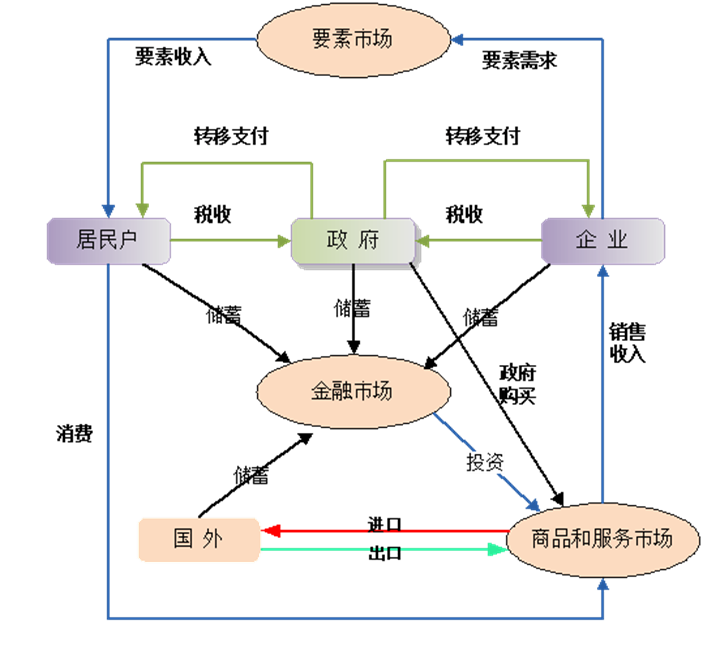 要素市场
要素收入
要素需求
转移支付
转移支付
税收
税收
居民户
政 府
企 业
储蓄
储蓄
储蓄
销售
收入
政府
购买
金融市场
消费
投资
储蓄
进口
国 外
商品和服务市场
出口